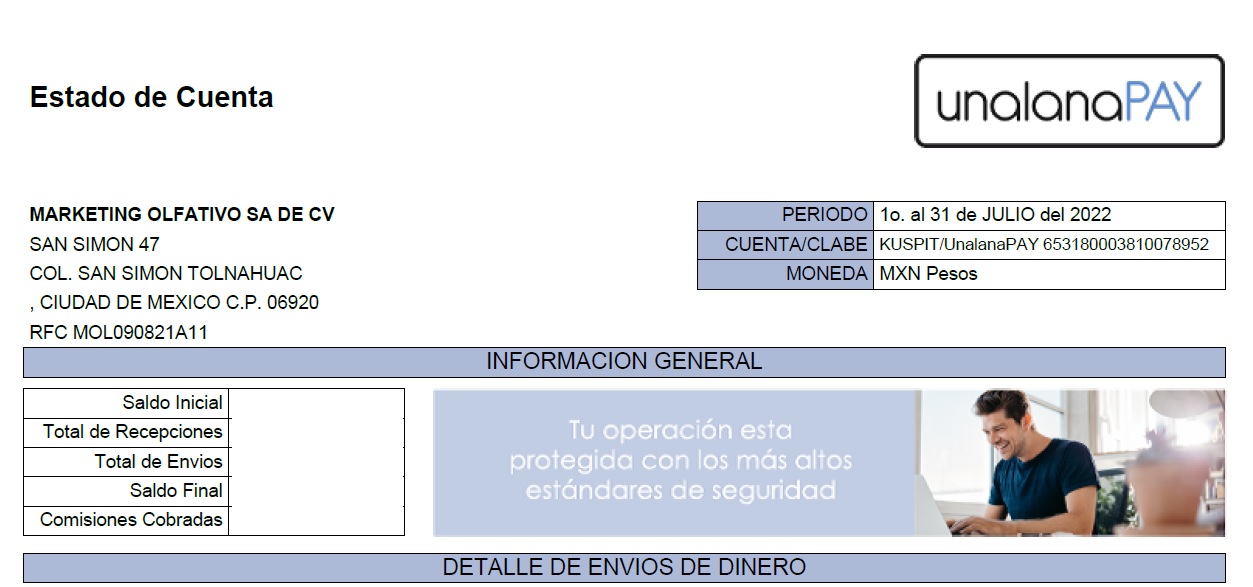 Estado de Cuenta
unalanaPAY
MARKETING OLFATIVO SA DE CV
SAN SIMON 47
COL. SAN SIMON TOLNAHUAC
, CIUDAD DE MEXICO C.P. 06920
RFC MOL090821A11
PERIODO 1o. al 31 de JULIO del 2022
CUENTA/CLABE KUSPIT/UnalanaPAY 653180003810078952
MONEDA MXN Pesos
INFORMACION GENERAL
Saldo Inicial
Total de Recepciones
Total de Envios
Saldo Final
Comisiones Cobradas
Tu operación esta
protegida con los más altos
estándares de seguridad
DETALLE DE ENVIOS DE DINERO